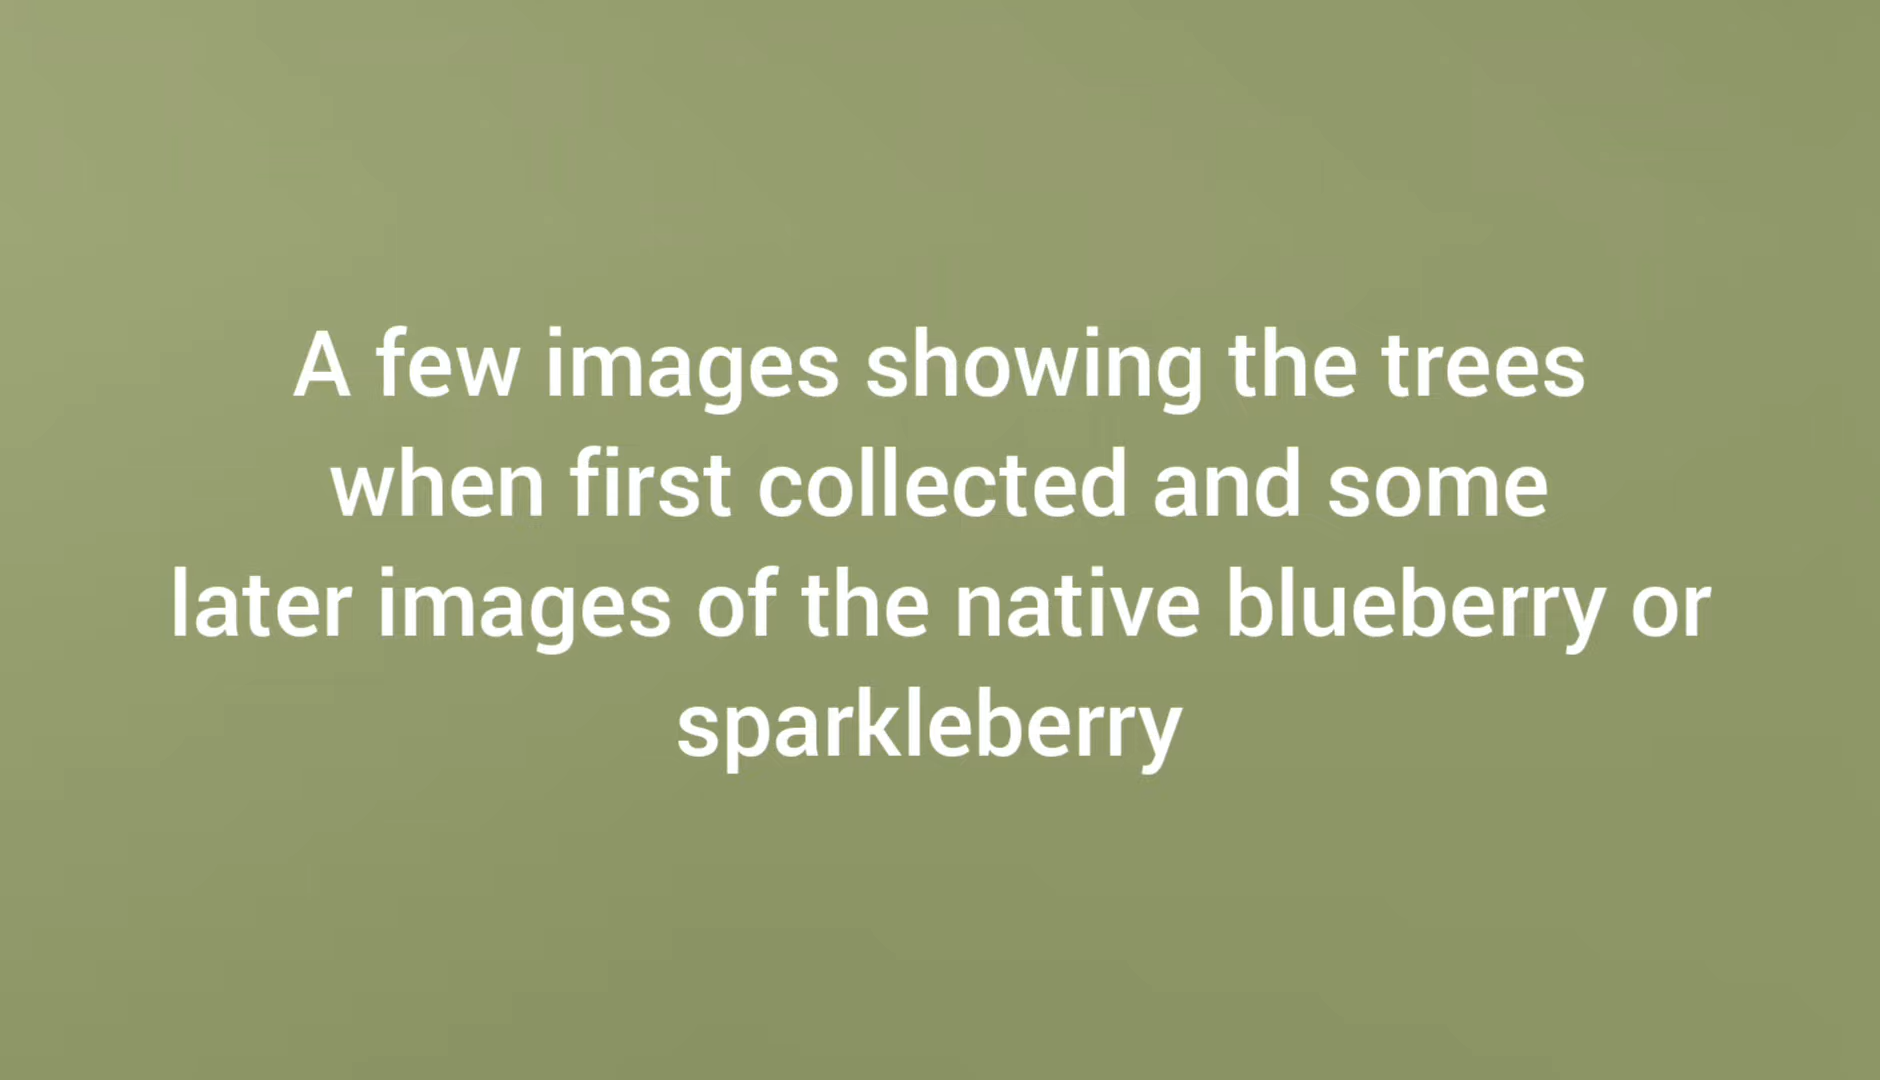 A few images showing the trees
when first collected and some
later images of the native blueberry or
sparkleberry